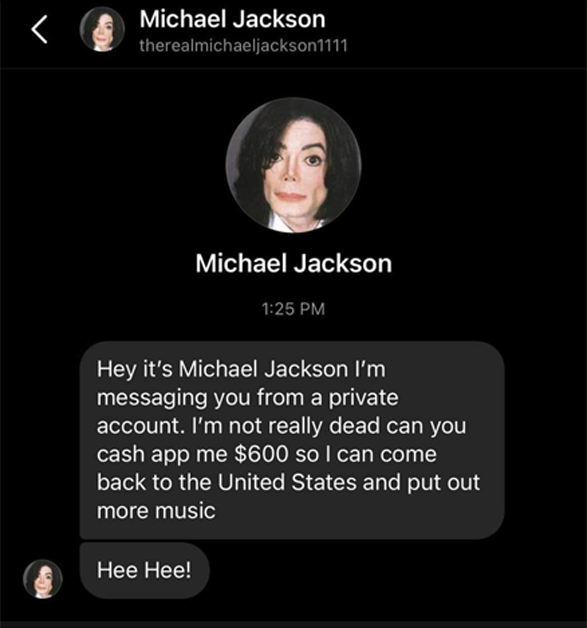 Michael Jackson
therealmichaeljackson1111
Michael Jackson
1:25 PM
Hey it’s Michael Jackson I’m
messaging you from a private
account. I’m not really dead can you
cash app me $600 so I can come
back to the United States and put out
more music
Hee Hee!